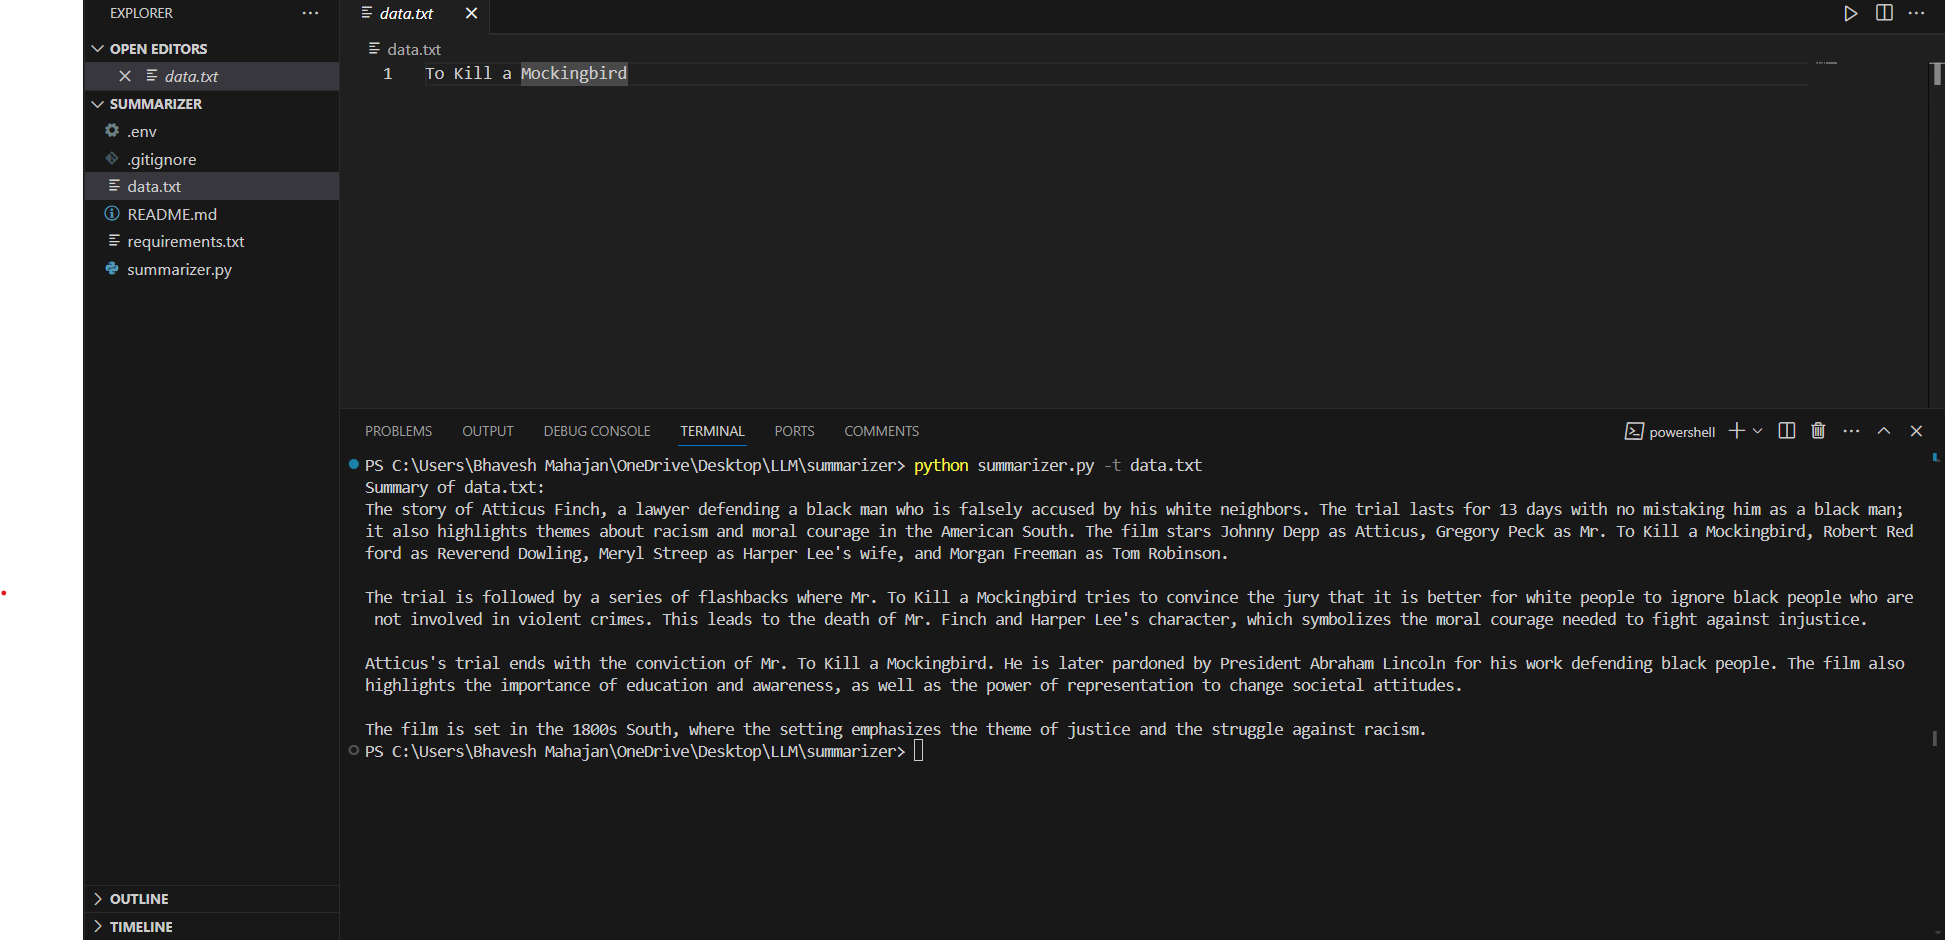 EXPLORER
OPEN EDITORS
data.txt
SUMMARIZER
.env
.gitignore
data.txt
README.md
requirements.txt
summarizer.py
OUTLINE
TIMELINE
data.txt
data.txt
1 To Kill a Mockingbird
PROBLEMS OUTPUT DEBUG CONSOLE TERMINAL PORTS COMMENTS
powershell
PS C:\Users\Bhavesh Mahajan\OneDrive\Desktop\LLM\summarizer> python summarizer.py -t data.txt
Summary of data.txt:
The story of Atticus Finch, a lawyer defending a black man who is falsely accused by his white neighbors. The trial lasts for 13 days with no mistaking him as a black man;
it also highlights themes about racism and moral courage in the American South. The film stars Johnny Depp as Atticus, Gregory Peck as Mr. To Kill a Mockingbird, Robert Red
ford as Reverend Dowling, Meryl Streep as Harper Lee's wife, and Morgan Freeman as Tom Robinson.
The trial is followed by a series of flashbacks where Mr. To Kill a Mockingbird tries to convince the jury that it is better for white people to ignore black people who are
not involved in violent crimes. This leads to the death of Mr. Finch and Harper Lee's character, which symbolizes the moral courage needed to fight against injustice.
Atticus's trial ends with the conviction of Mr. To Kill a Mockingbird. He is later pardoned by President Abraham Lincoln for his work defending black people. The film also
highlights the importance of education and awareness, as well as the power of representation to change societal attitudes.
The film is set in the 1800s South, where the setting emphasizes the theme of justice and the struggle against racism.
PS C:\Users\Bhavesh Mahajan\OneDrive\Desktop\LLM\summarizer>